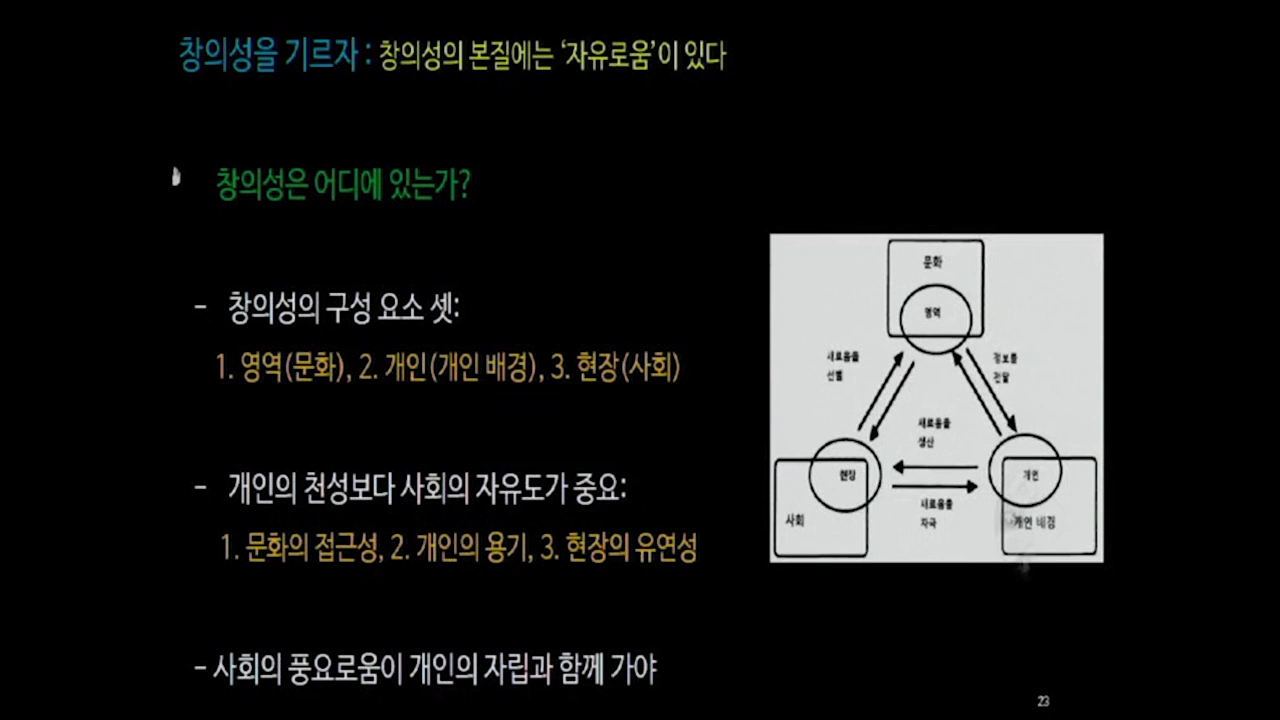 창의성을 기르자 : 창의성의 본질에는 ‘자유로움’이 있다
창의성은 어디에 있는가?
- 창의성의 구성 요소 셋:
1. 영역(문화), 2. 개인(개인 배경), 3. 현장(사회)
- 개인의 천성보다 사회의 자유도가 중요:
1. 문화의 접근성, 2. 개인의 용기, 3. 현장의 유연성
- 사회의 풍요로움이 개인의 자립과 함께 가야
문화
영역
새로움을
선별
정보를
전달
새로움을
생산
현장
개인
새로움을
자극
사회
개인 배경
23